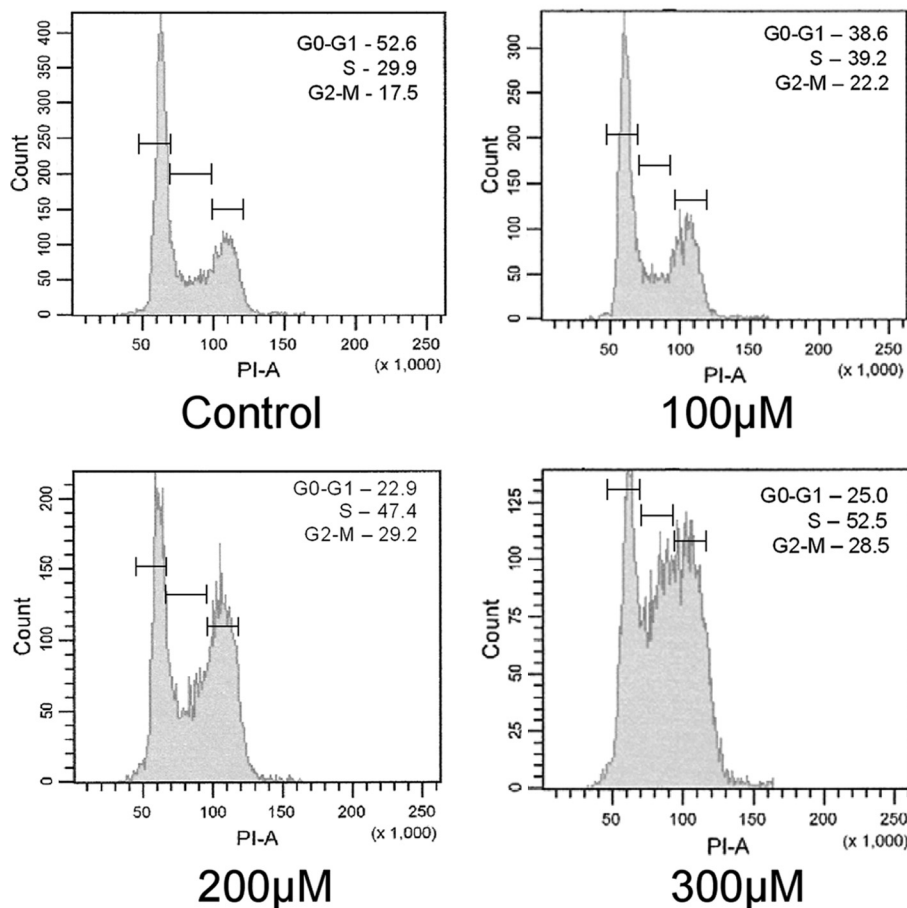 G0-G1 - 52.6
S - 29.9
G2-M - 17.5
Count
0 50 100 150 200 250 300 350 400
50 100 150 200 250
(x 1,000)
PI-A
Control
G0-G1 – 38.6
S – 39.2
G2-M – 22.2
Count
0 50 100 150 200 250 300
50 100 150 200 250
(x 1,000)
PI-A
100µM
G0-G1 – 22.9
S – 47.4
G2-M – 29.2
Count
0 50 100 150 200
50 100 150 200 250
(x 1,000)
PI-A
200µM
G0-G1 – 25.0
S – 52.5
G2-M – 28.5
Count
0 25 50 75 100 125
50 100 150 200 250
(x 1,000)
PI-A
300µM